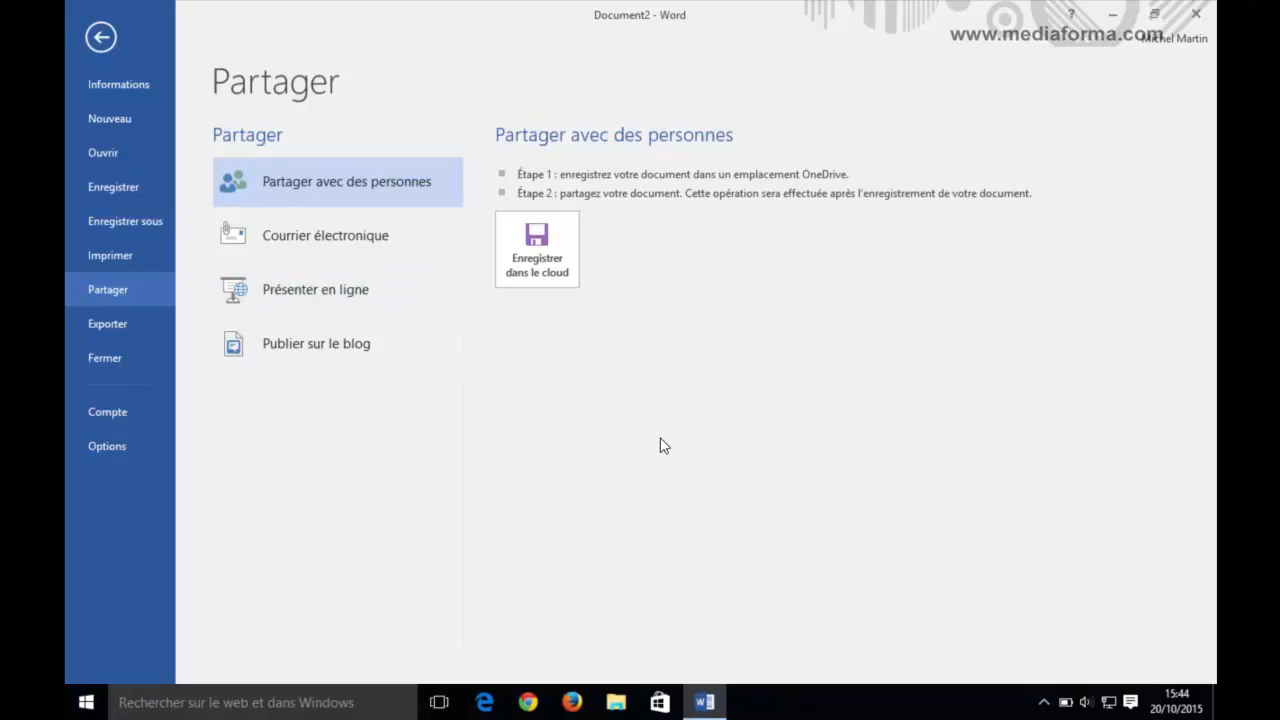 Document2 - Word
?
www.mediaforma.com
Michel Martin
Informations
Nouveau
Ouvrir
Enregistrer
Enregistrer sous
Imprimer
Partager
Exporter
Fermer
Compte
Options
Partager
Partager
Partager avec des personnes
Courrier électronique
Présenter en ligne
Publier sur le blog
Partager avec des personnes
Étape 1 : enregistrez votre document dans un emplacement OneDrive.
Étape 2 : partagez votre document. Cette opération sera effectuée après l'enregistrement de votre document.
Enregistrer
dans le cloud
Rechercher sur le web et dans Windows
15:44
20/10/2015